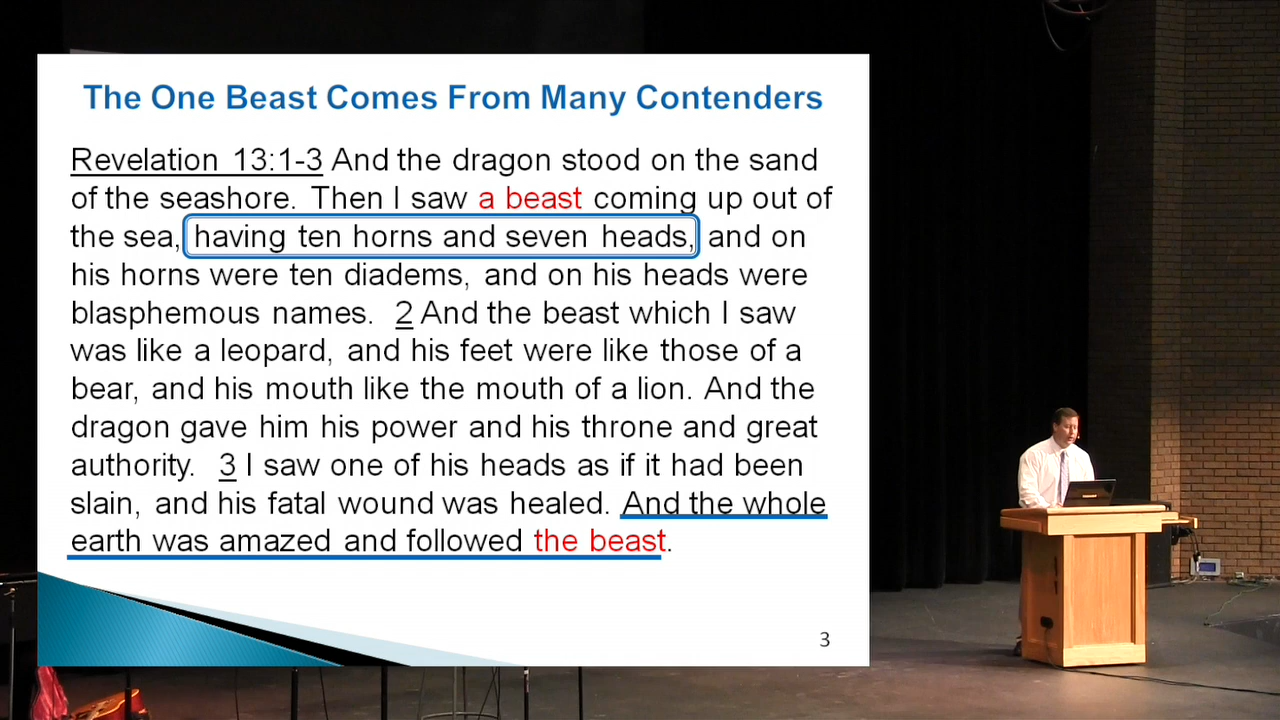 The One Beast Comes From Many Contenders
Revelation 13:1-3 And the dragon stood on the sand
of the seashore. Then I saw a beast coming up out of
the sea, having ten horns and seven heads, and on
his horns were ten diadems, and on his heads were
blasphemous names. 2 And the beast which I saw
was like a leopard, and his feet were like those of a
bear, and his mouth like the mouth of a lion. And the
dragon gave him his power and his throne and great
authority. 3 I saw one of his heads as if it had been
slain, and his fatal wound was healed. And the whole
earth was amazed and followed the beast.
3